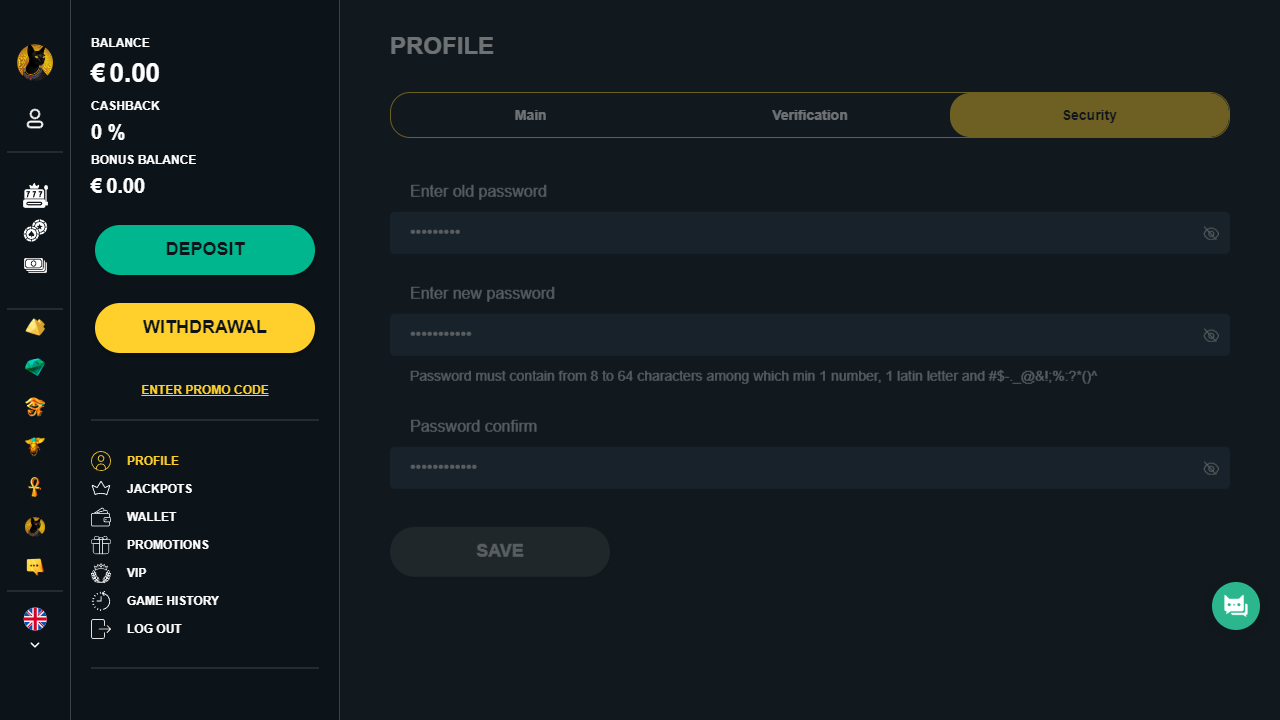 BALANCE
€ 0.00
CASHBACK
0 %
BONUS BALANCE
€ 0.00
DEPOSIT
WITHDRAWAL
ENTER PROMO CODE
PROFILE
JACKPOTS
WALLET
PROMOTIONS
VIP
GAME HISTORY
LOG OUT
PROFILE
Main
Verification
Security
Enter old password
•••••••••
Enter new password
•••••••••••
Password must contain from 8 to 64 characters among which min 1 number, 1 latin letter and #$-._@&!;%:?*()^
Password confirm
••••••••••••
SAVE